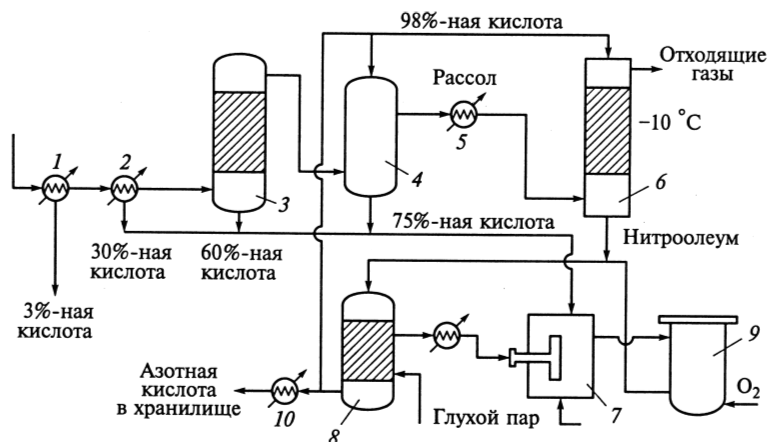 98%-ная кислота
Отходящие
газы
Рассол
–10 °C
1
2
3
4
5
6
75%-ная кислота
Нитроолеум
30%-ная
кислота
60%-ная
кислота
3%-ная
кислота
9
Азотная
кислота
в хранилище
10
8
Глухой пар
7
O₂